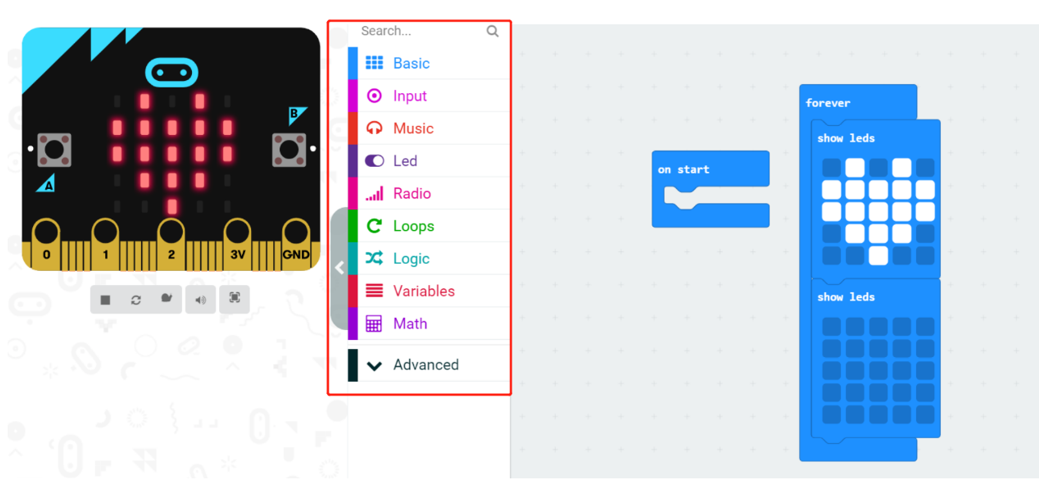 B
A
0 1 2 3V GND
Search...
Basic
Input
Music
Led
Radio
Loops
Logic
Variables
Math
Advanced
on start
forever
show leds
show leds